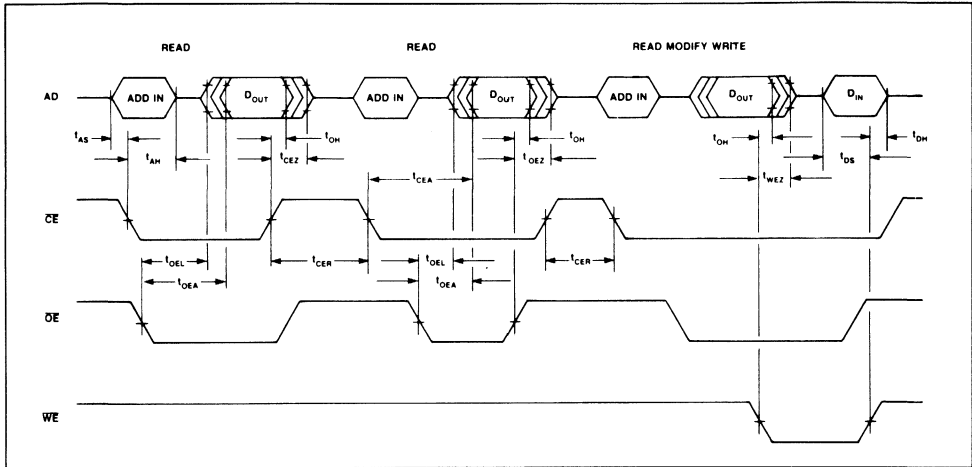 READ READ READ MODIFY WRITE
AD ADD IN DOUT ADD IN DOUT ADD IN DOUT DIN
tAS tOH tOH tOH tDH
tAH tCEZ tOEZ tDS
tCEA tWEZ
CE
tOEL tCER tOEL tCER
tOEA tOEA
OE
WE